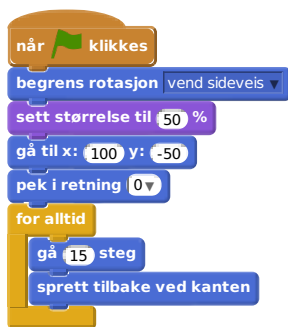 når klikkes
begrens rotasjon vend sideveis
sett størrelse til 50 %
gå til x: 100 y: -50
pek i retning 0
for alltid
gå 15 steg
sprett tilbake ved kanten